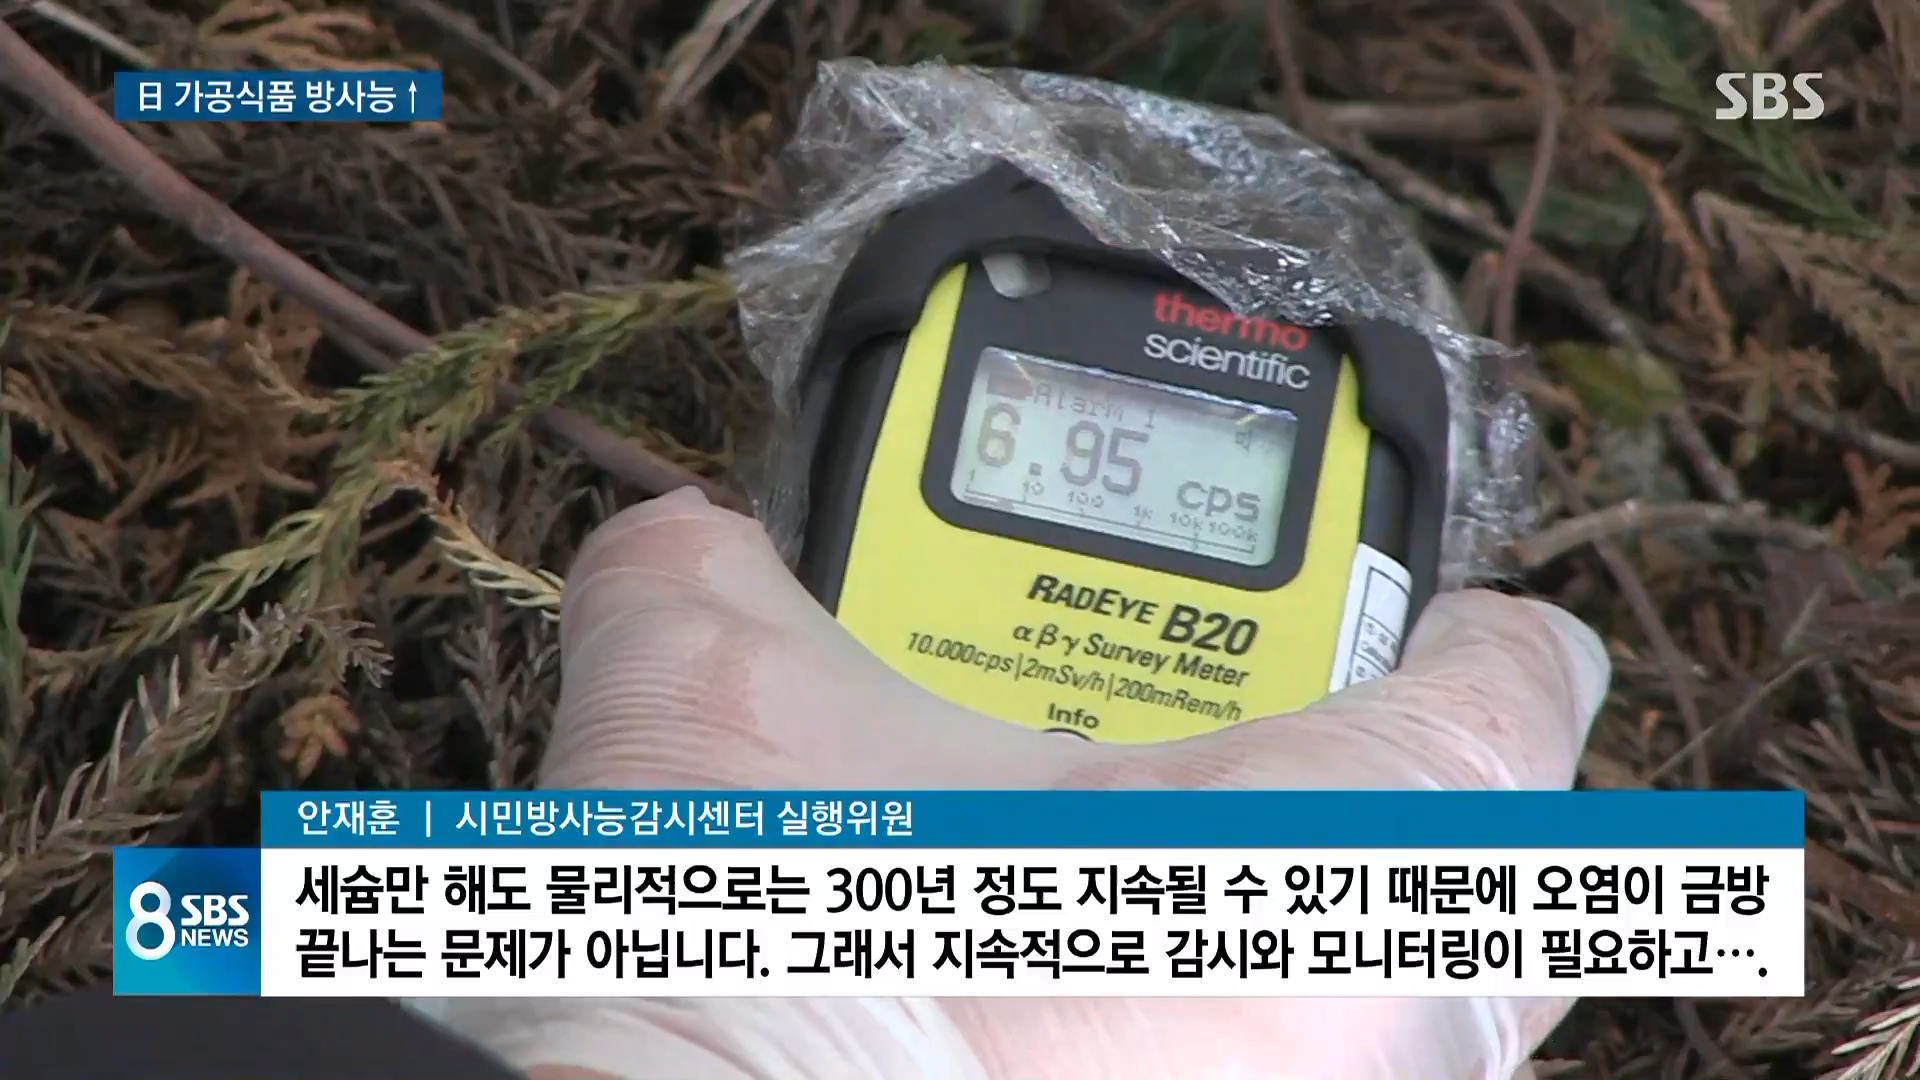 日 가공식품 방사능↑
SBS
thermo
scientific
Alarm 1
6.95 cps
1 10 100 1k 10k 100k
RADEYE B20
αβγ Survey Meter
10.000cps|2mSv/h|200mRem/h
Info
안재훈 | 시민방사능감시센터 실행위원
8 SBS NEWS
세슘만 해도 물리적으로는 300년 정도 지속될 수 있기 때문에 오염이 금방
끝나는 문제가 아닙니다. 그래서 지속적으로 감시와 모니터링이 필요하고….